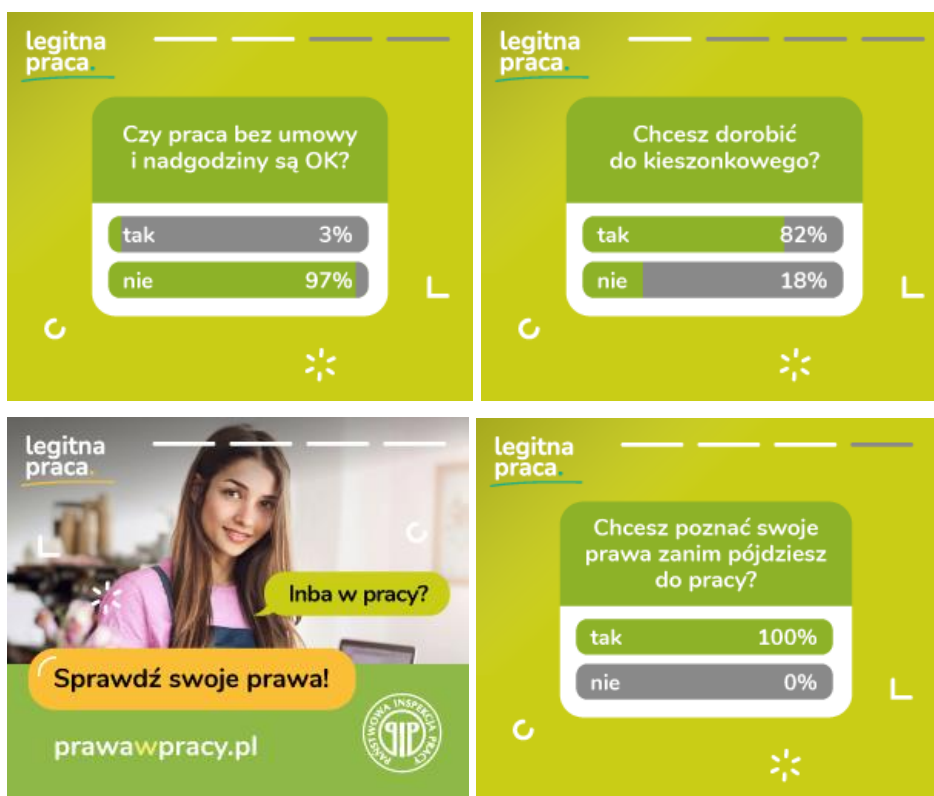 legitna
praca.
Czy praca bez umowy
i nadgodziny są OK?
tak 3%
nie 97%
legitna
praca.
Chcesz dorobić
do kieszonkowego?
tak 82%
nie 18%
legitna
praca.
Inba w pracy?
Sprawdź swoje prawa!
prawawpracy.pl
PAŃSTWOWA INSPEKCJA PRACY
PIP
legitna
praca.
Chcesz poznać swoje
prawa zanim pójdziesz
do pracy?
tak 100%
nie 0%